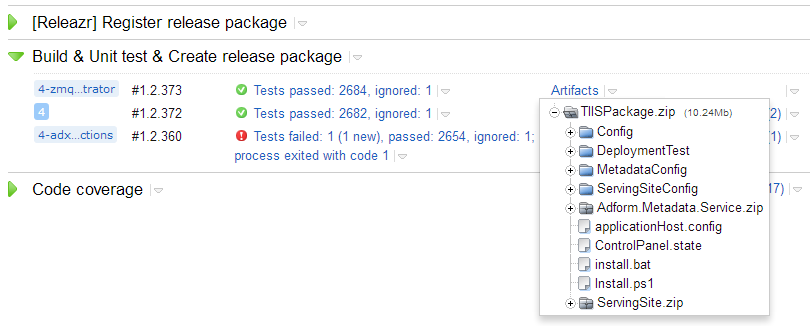 [Releazr] Register release package
Build & Unit test & Create release package
4-zmq...trator #1.2.373 Tests passed: 2684, ignored: 1 Artifacts
4 #1.2.372 Tests passed: 2682, ignored: 1 2)
4-adx...ctions #1.2.360 Tests failed: 1 (1 new), passed: 2654, ignored: 1; (1)
process exited with code 1
Code coverage 17)
TIISPackage.zip (10.24Mb)
Config
DeploymentTest
MetadataConfig
ServingSiteConfig
Adform.Metadata.Service.zip
applicationHost.config
ControlPanel.state
install.bat
Install.ps1
ServingSite.zip